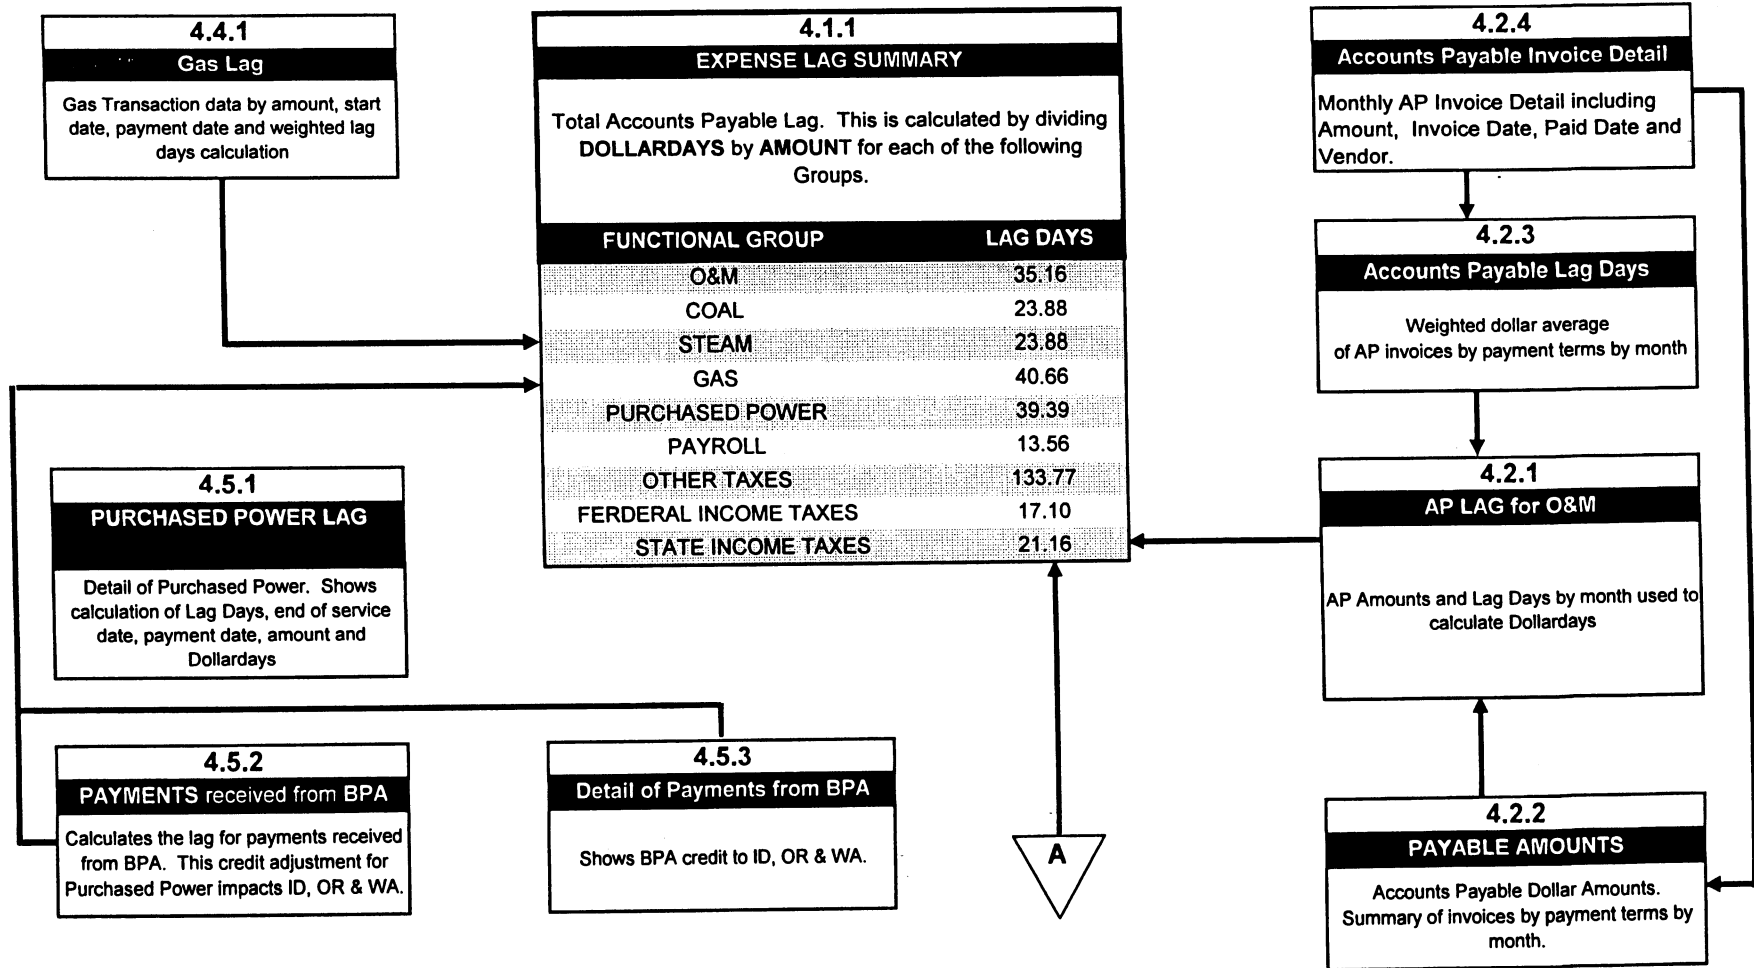 4.4.1
Gas Lag
Gas Transaction data by amount, start
date, payment date and weighted lag
days calculation
4.1.1
EXPENSE LAG SUMMARY
Total Accounts Payable Lag. This is calculated by dividing
DOLLARDAYS by AMOUNT for each of the following
Groups.
FUNCTIONAL GROUP LAG DAYS
O&M 35.16
COAL 23.88
STEAM 23.88
GAS 40.66
PURCHASED POWER 39.39
PAYROLL 13.56
OTHER TAXES 133.77
FERDERAL INCOME TAXES 17.10
STATE INCOME TAXES 21.16
4.2.4
Accounts Payable Invoice Detail
Monthly AP Invoice Detail including
Amount, Invoice Date, Paid Date and
Vendor.
4.2.3
Accounts Payable Lag Days
Weighted dollar average
of AP invoices by payment terms by month
4.2.1
AP LAG for O&M
AP Amounts and Lag Days by month used to
calculate Dollardays
4.5.1
PURCHASED POWER LAG
Detail of Purchased Power. Shows
calculation of Lag Days, end of service
date, payment date, amount and
Dollardays
4.5.2
PAYMENTS received from BPA
Calculates the lag for payments received
from BPA. This credit adjustment for
Purchased Power impacts ID, OR & WA.
4.5.3
Detail of Payments from BPA
Shows BPA credit to ID, OR & WA.
A
4.2.2
PAYABLE AMOUNTS
Accounts Payable Dollar Amounts.
Summary of invoices by payment terms by
month.